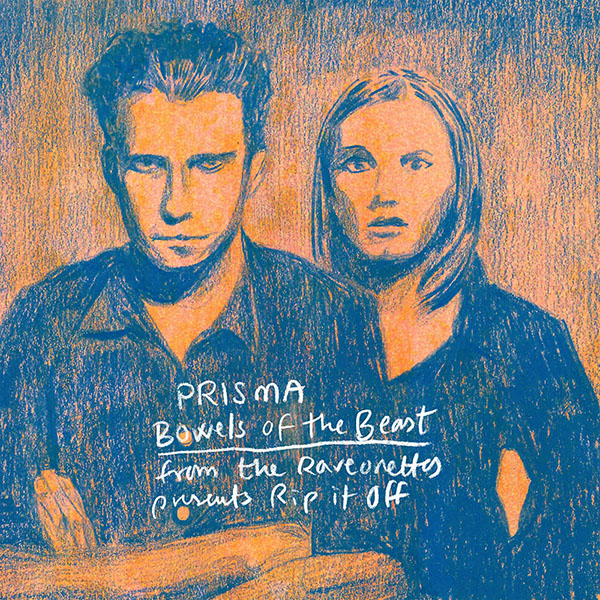 PRISMA
Bowels of the Beast
from the Raveonettes
presents Rip it Off